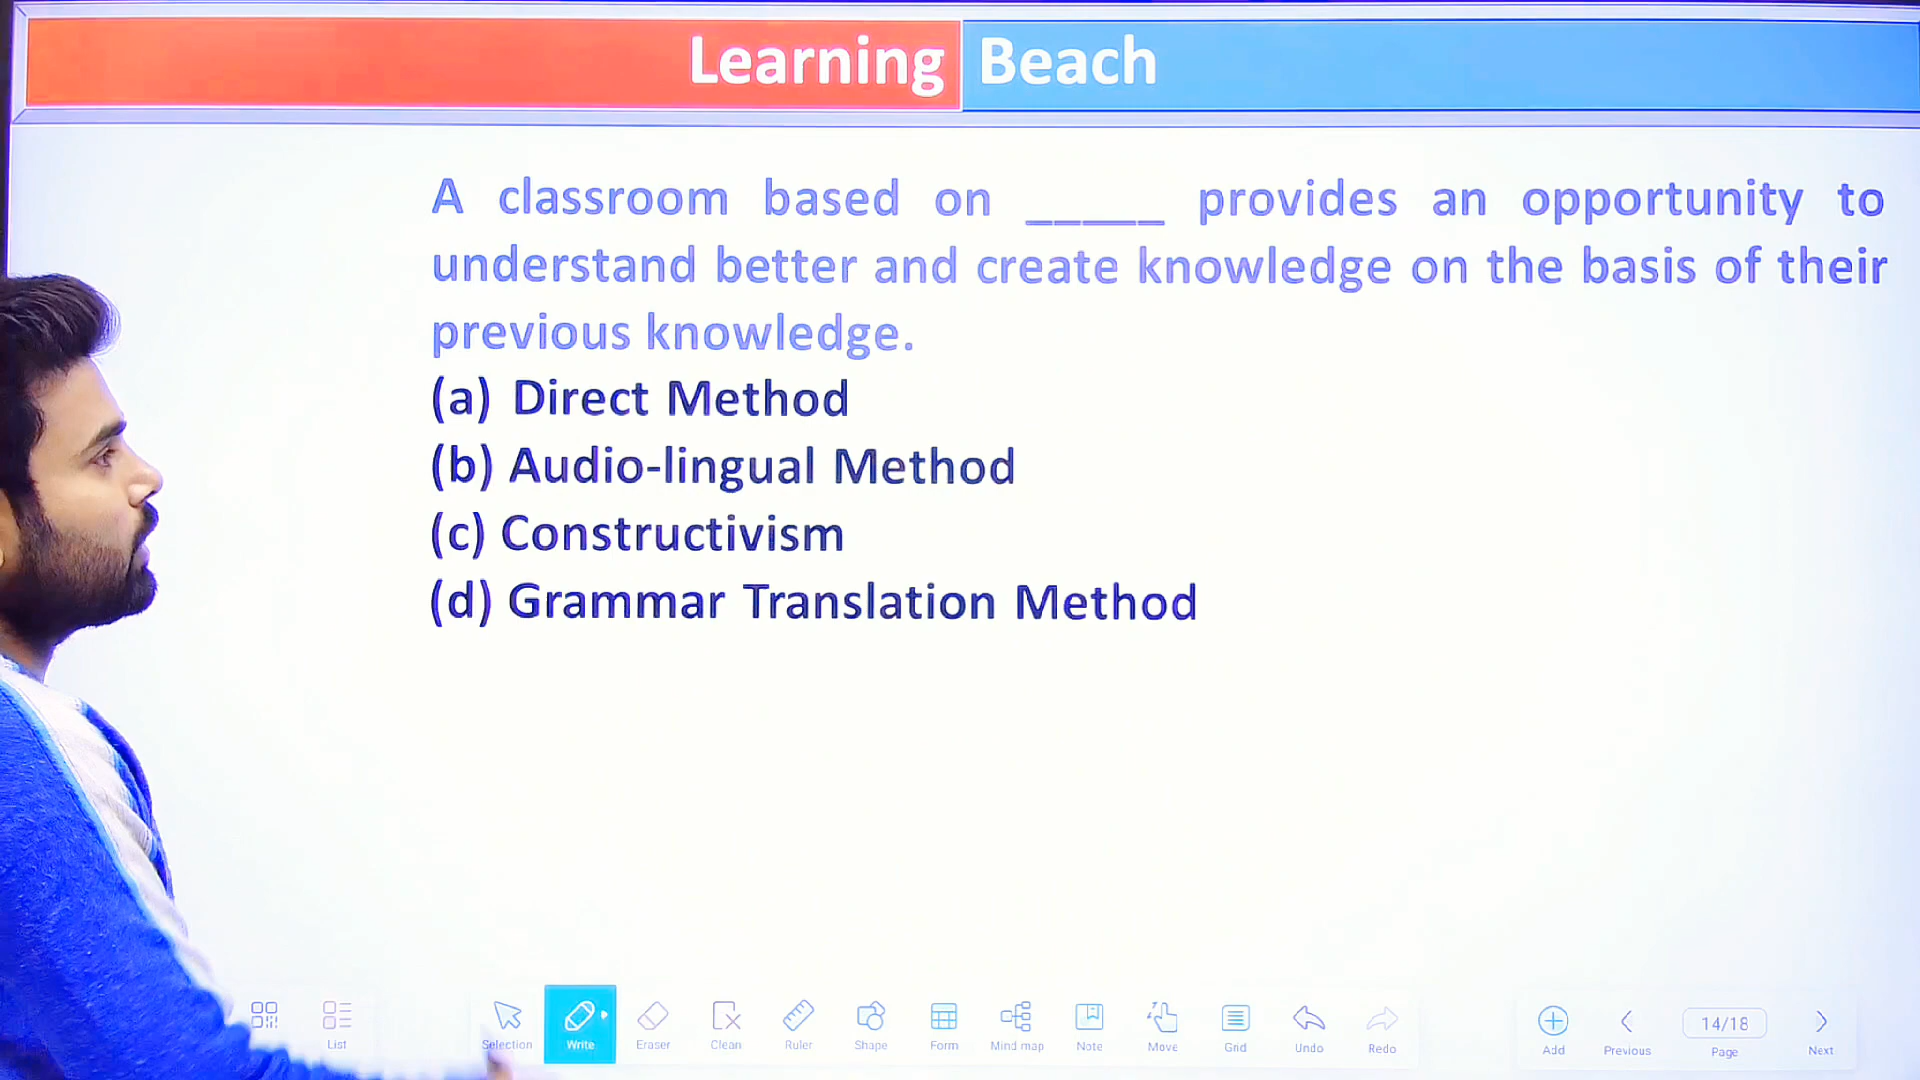 Learning Beach
A classroom based on _____ provides an opportunity to
understand better and create knowledge on the basis of their
previous knowledge.
(a) Direct Method
(b) Audio-lingual Method
(c) Constructivism
(d) Grammar Translation Method
List
Selection
Write
Eraser
Clean
Ruler
Shape
Form
Mind map
Note
Move
Grid
Undo
Redo
Add
Previous
14/18
Page
Next